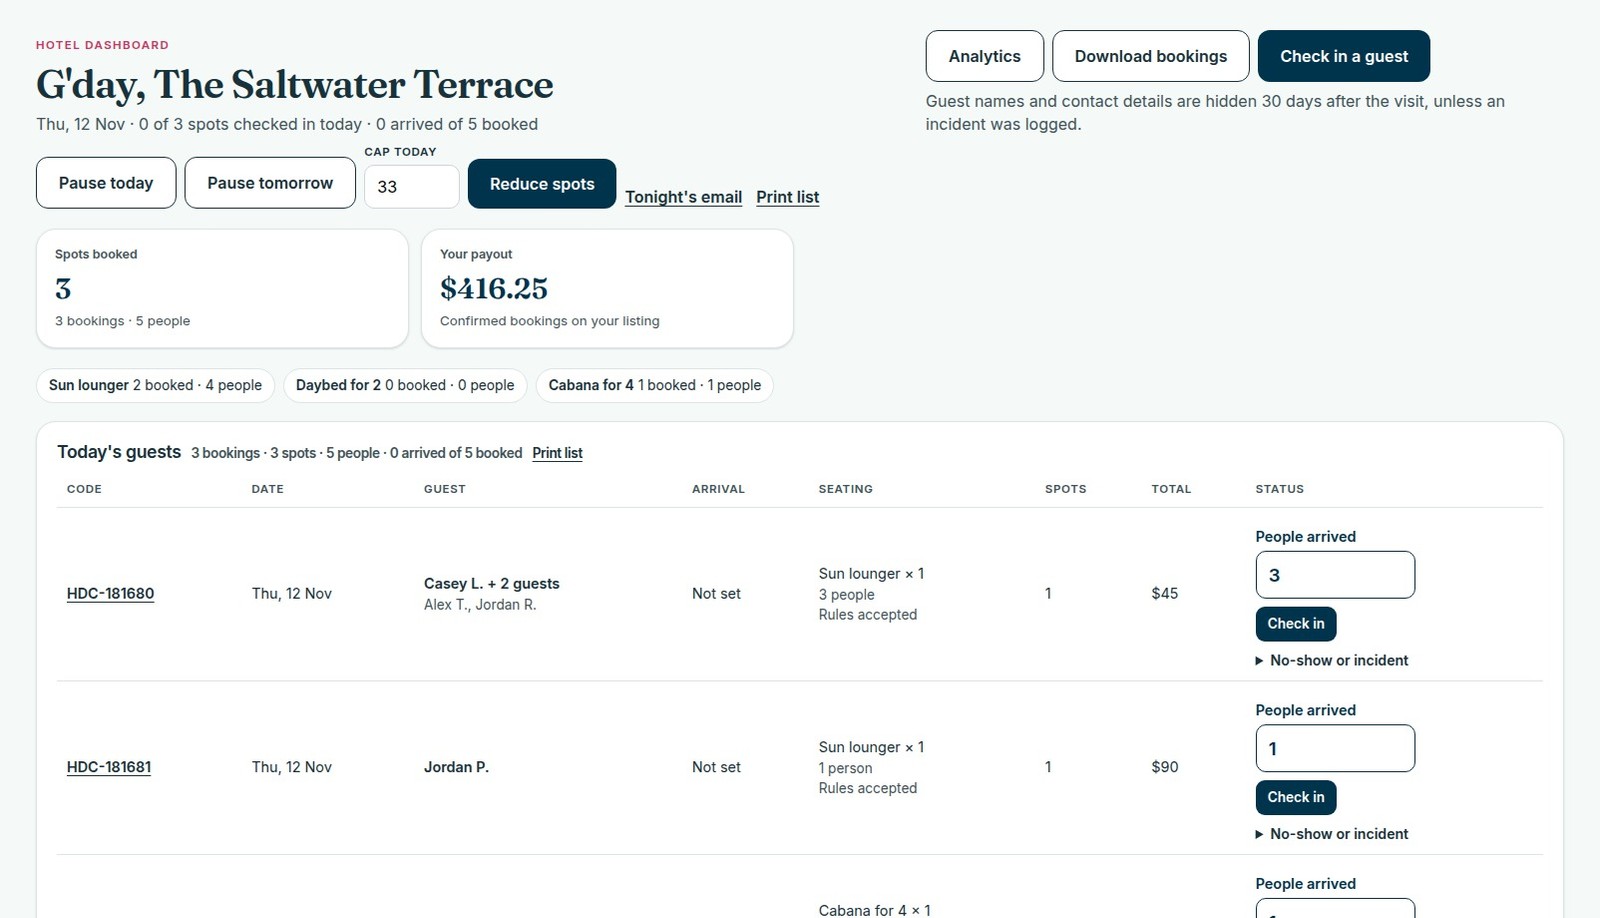 HOTEL DASHBOARD
G'day, The Saltwater Terrace
Thu, 12 Nov · 0 of 3 spots checked in today · 0 arrived of 5 booked
Analytics
Download bookings
Check in a guest
Guest names and contact details are hidden 30 days after the visit, unless an
incident was logged.
Pause today
Pause tomorrow
CAP TODAY
33
Reduce spots
Tonight's email
Print list
Spots booked
3
3 bookings · 5 people
Your payout
$416.25
Confirmed bookings on your listing
Sun lounger 2 booked · 4 people
Daybed for 2 0 booked · 0 people
Cabana for 4 1 booked · 1 people
Today's guests 3 bookings · 3 spots · 5 people · 0 arrived of 5 booked Print list
CODE DATE GUEST ARRIVAL SEATING SPOTS TOTAL STATUS
HDC-181680
Thu, 12 Nov
Casey L. + 2 guests
Alex T., Jordan R.
Not set
Sun lounger × 1
3 people
Rules accepted
1
$45
People arrived
3
Check in
No-show or incident
HDC-181681
Thu, 12 Nov
Jordan P.
Not set
Sun lounger × 1
1 person
Rules accepted
1
$90
People arrived
1
Check in
No-show or incident
Cabana for 4 × 1
People arrived